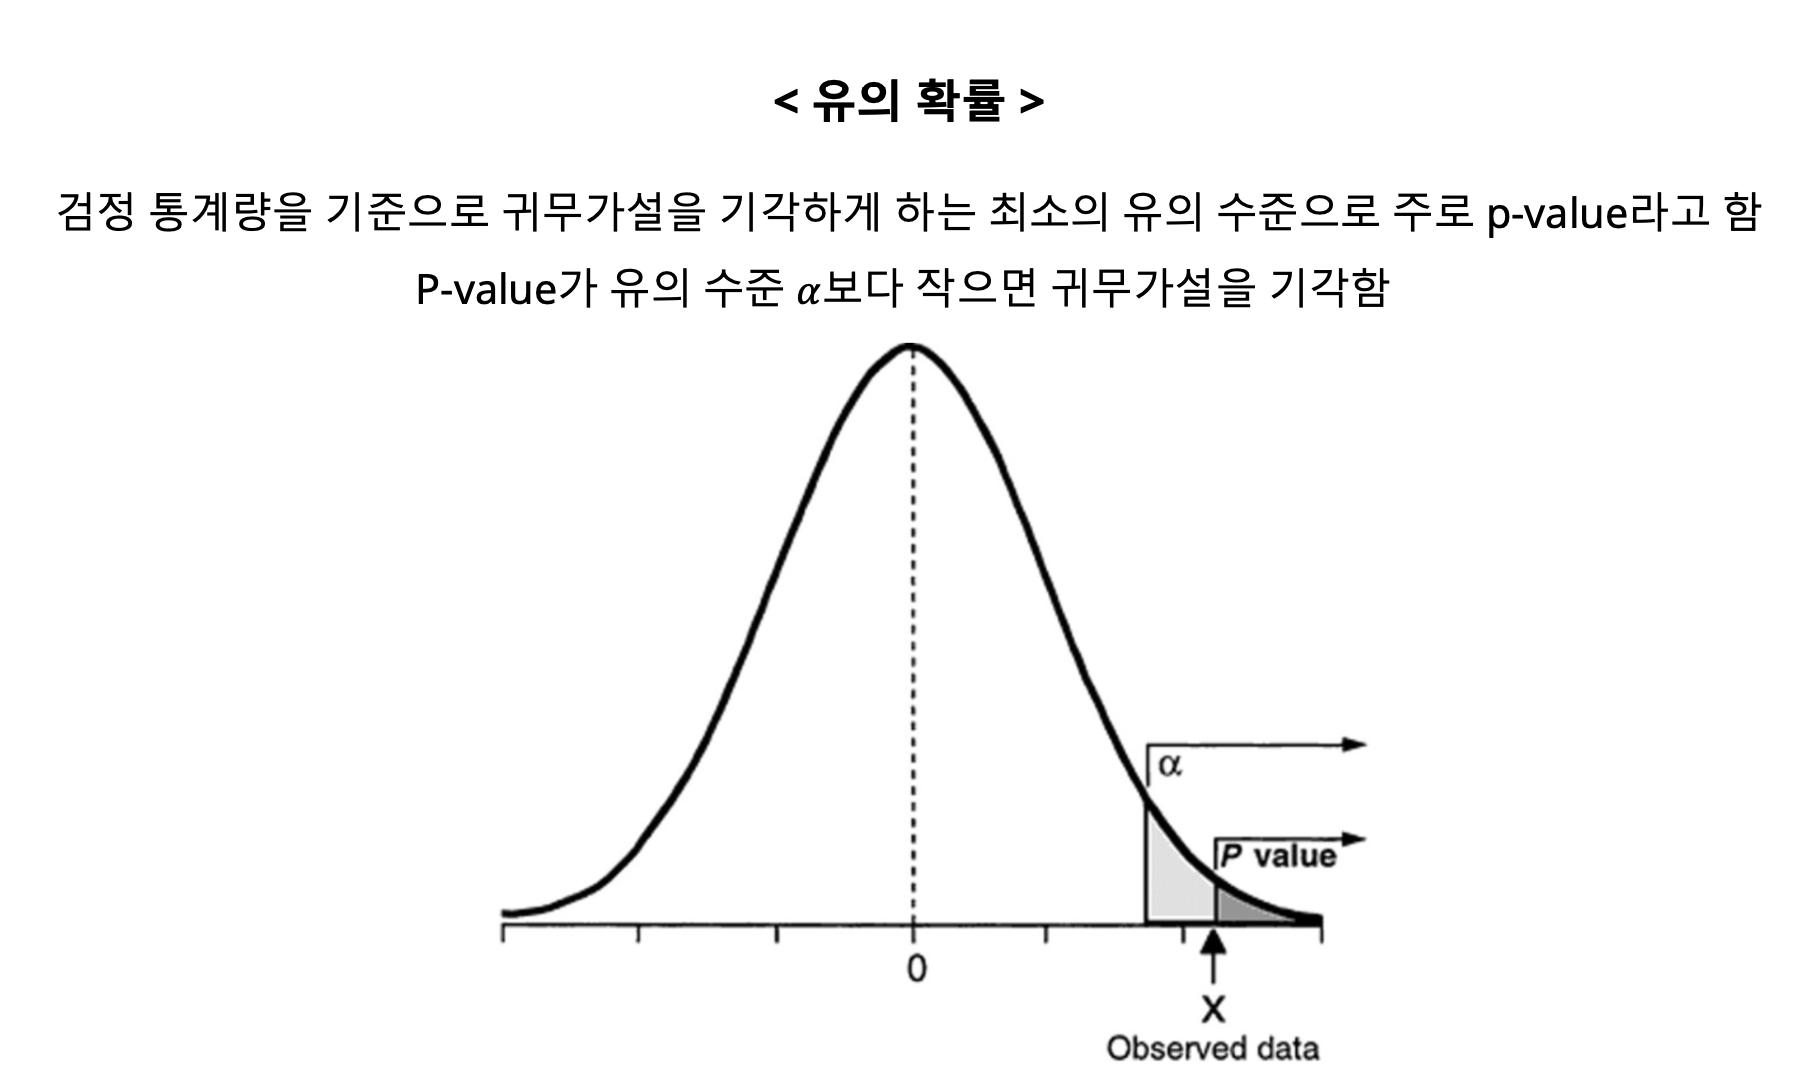 < 유의 확률 >
검정 통계량을 기준으로 귀무가설을 기각하게 하는 최소의 유의 수준으로 주로 p-value라고 함
P-value가 유의 수준 α보다 작으면 귀무가설을 기각함
α
P value
0
X
Observed data